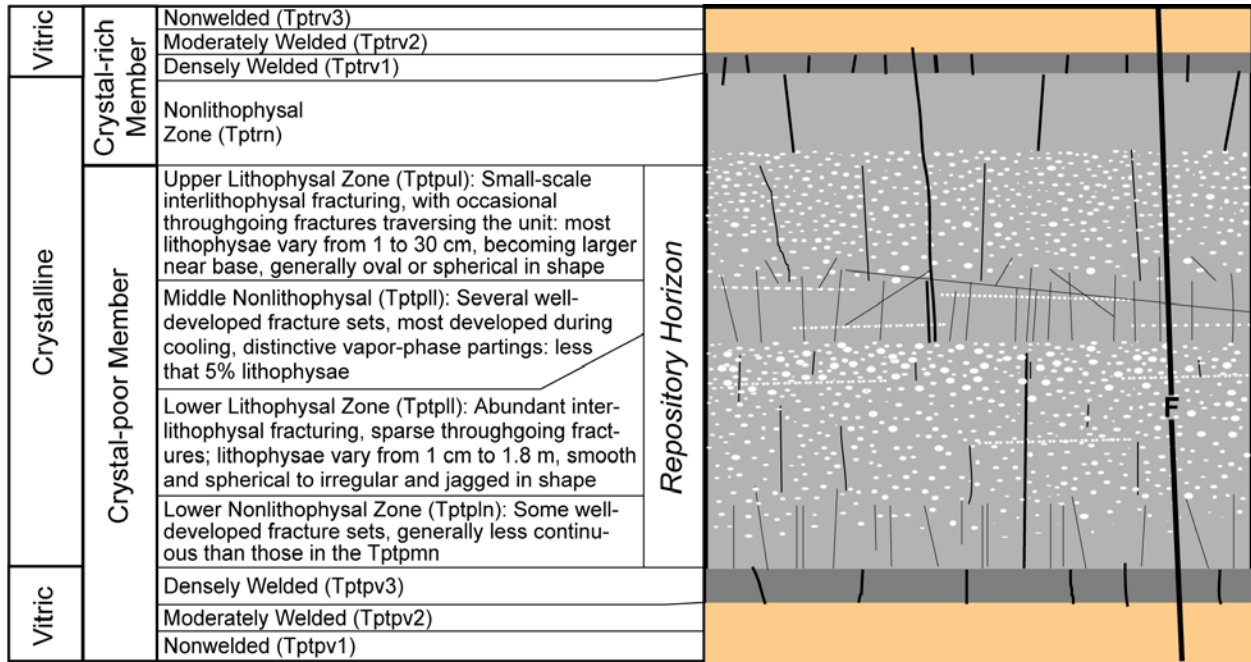 Vitric
Crystalline
Vitric
Crystal-rich
Member
Crystal-poor Member
Nonwelded (Tptrv3)
Moderately Welded (Tptrv2)
Densely Welded (Tptrv1)
Nonlithophysal
Zone (Tptrn)
Upper Lithophysal Zone (Tptpul): Small-scale
interlithophysal fracturing, with occasional
throughgoing fractures traversing the unit: most
lithophysae vary from 1 to 30 cm, becoming larger
near base, generally oval or spherical in shape
Middle Nonlithophysal (Tptpll): Several well-
developed fracture sets, most developed during
cooling, distinctive vapor-phase partings: less
that 5% lithophysae
Lower Lithophysal Zone (Tptpll): Abundant inter-
lithophysal fracturing, sparse throughgoing fract-
ures; lithophysae vary from 1 cm to 1.8 m, smooth
and spherical to irregular and jagged in shape
Lower Nonlithophysal Zone (Tptpln): Some well-
developed fracture sets, generally less continu-
ous than those in the Tptpmn
Densely Welded (Tptpv3)
Moderately Welded (Tptpv2)
Nonwelded (Tptpv1)
Repository Horizon
F